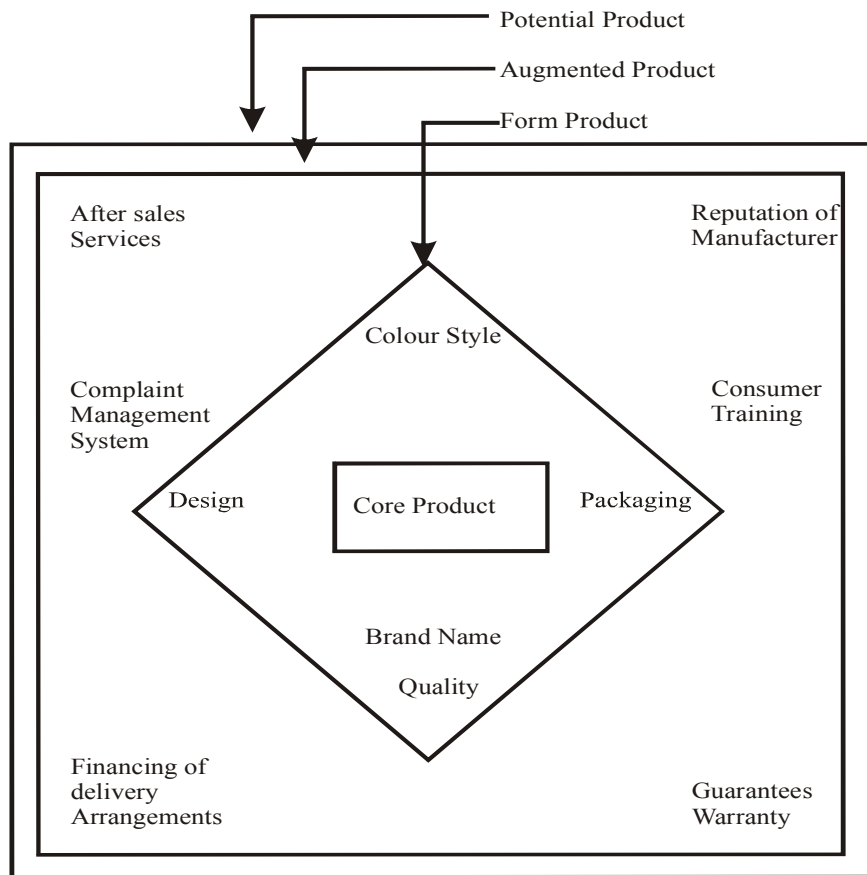 Potential Product
Augmented Product
Form Product
After sales
Services
Reputation of
Manufacturer
Colour Style
Complaint
Management
System
Consumer
Training
Design
Core Product
Packaging
Brand Name
Quality
Financing of
delivery
Arrangements
Guarantees
Warranty